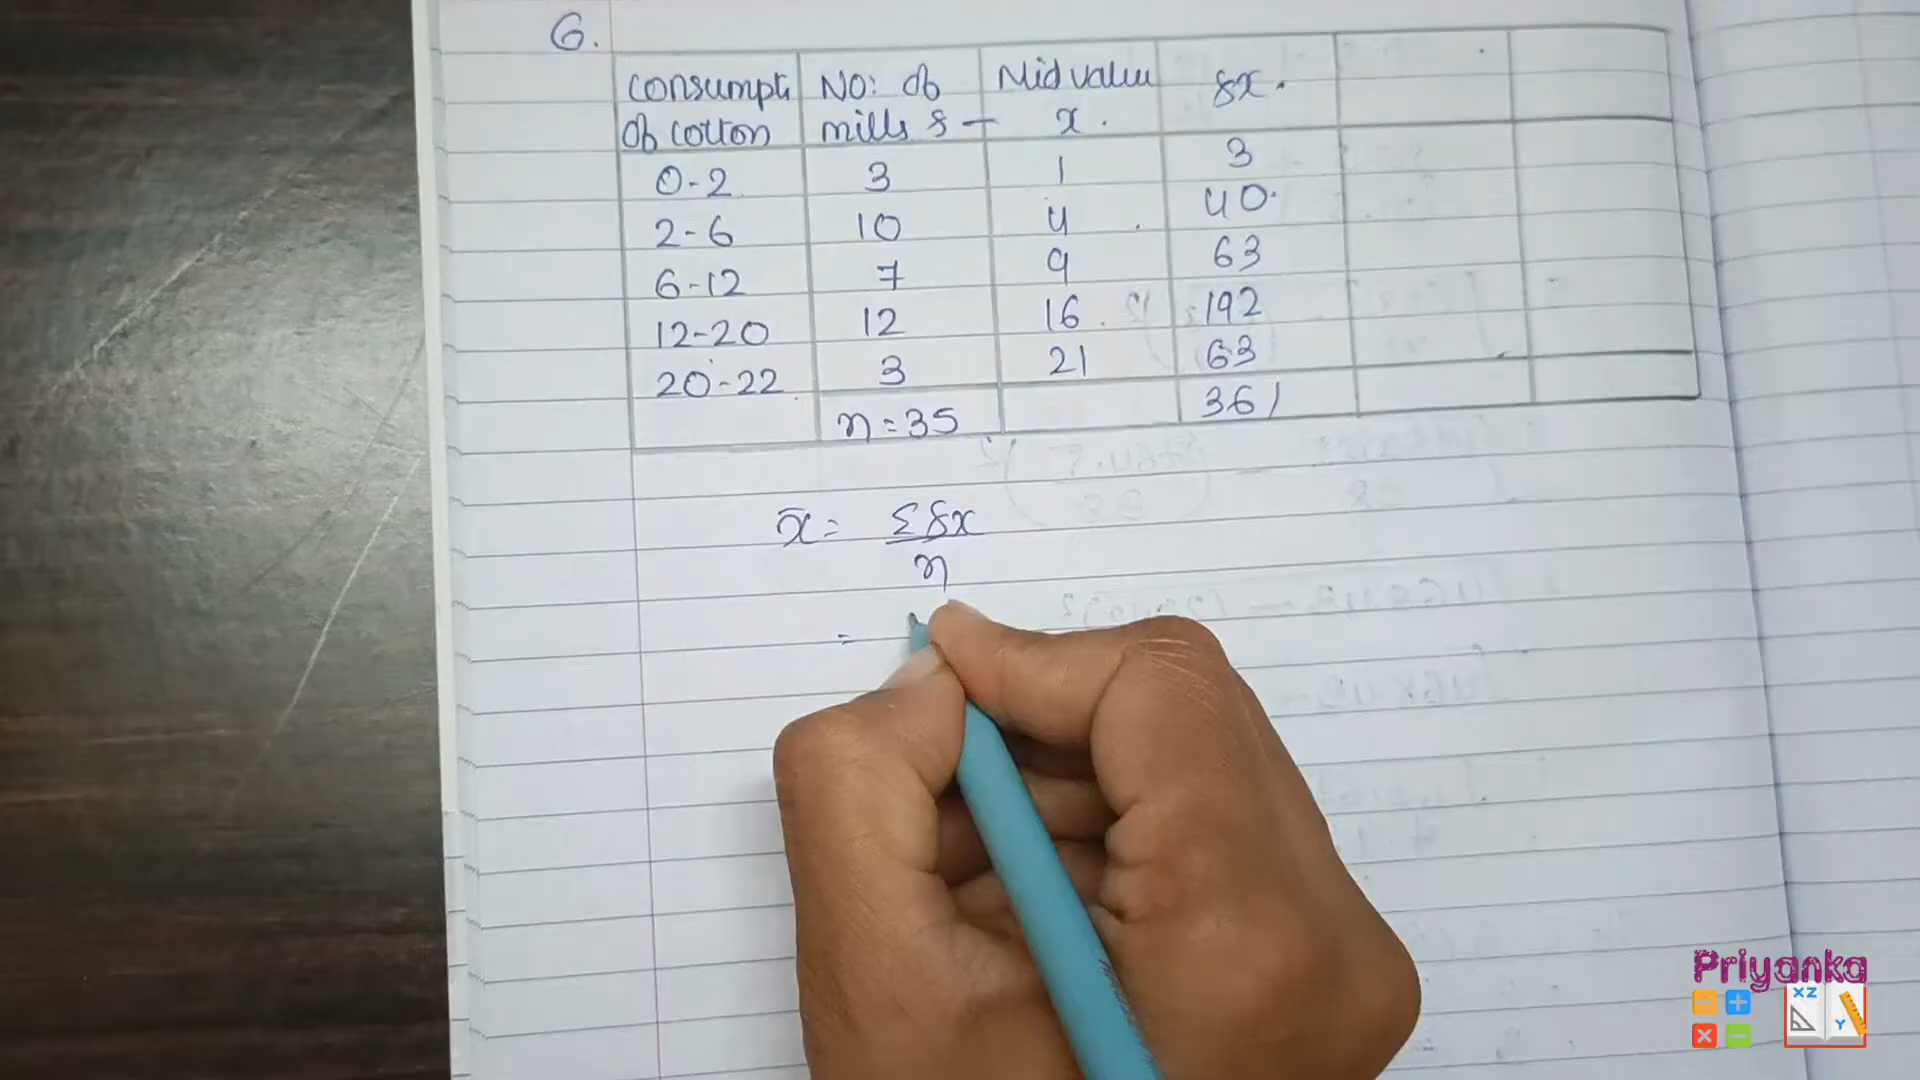 6.
consumpti No: of Mid value fx.
of cotton mills f x.
0-2 3 1 3
2-6 10 4 40.
6-12 7 9 63
12-20 12 16 192
20-22 3 21 63
n=35 361
x̄ = Σfx
n
=
Priyanka
XZ
Y